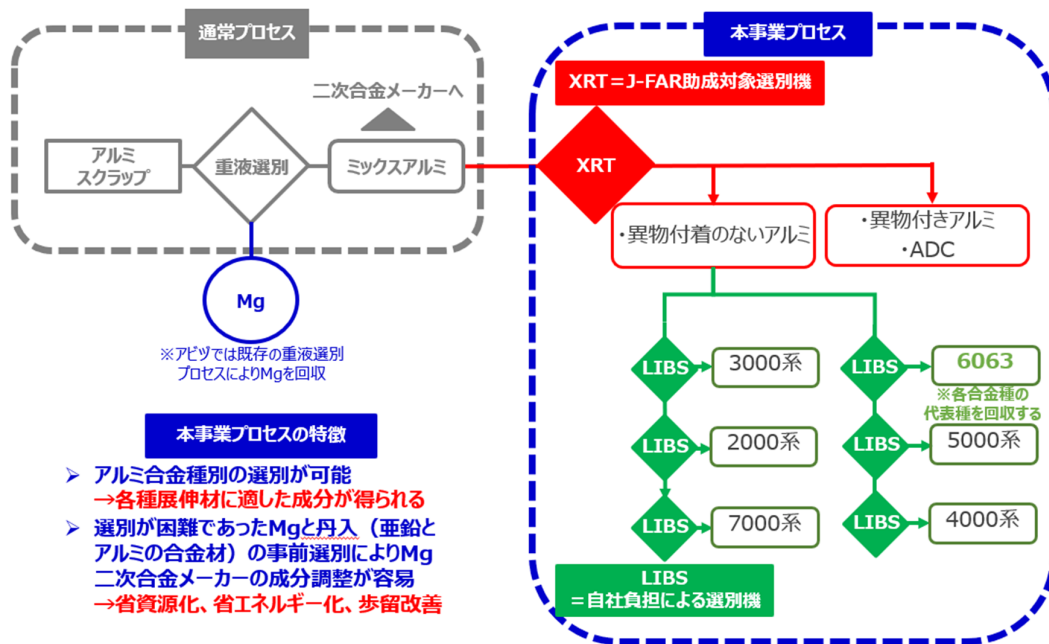 通常プロセス
二次合金メーカーへ
アルミ
スクラップ
重液選別
ミックスアルミ
Mg
※アビヅでは既存の重液選別
プロセスによりMgを回収
本事業プロセスの特徴
➢ アルミ合金種別の選別が可能
→各種展伸材に適した成分が得られる
➢ 選別が困難であったMgと丹入（亜鉛と
アルミの合金材）の事前選別によりMg
二次合金メーカーの成分調整が容易
→省資源化、省エネルギー化、歩留改善
本事業プロセス
XRT＝J-FAR助成対象選別機
XRT
・異物付着のないアルミ
・異物付きアルミ
・ADC
LIBS
3000系
LIBS
6063
※各合金種の
代表種を回収する
LIBS
2000系
LIBS
5000系
LIBS
7000系
LIBS
4000系
LIBS
＝自社負担による選別機